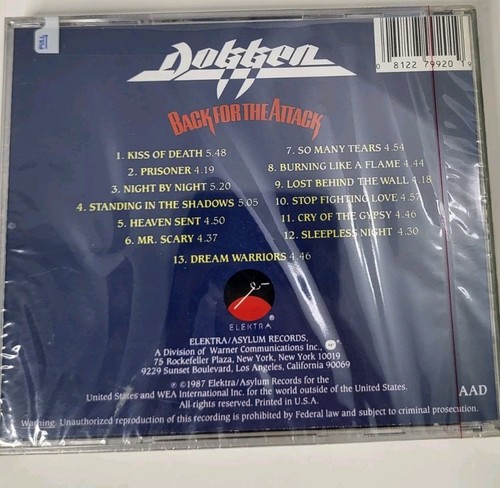 PULL
Dokken
0 8122 79920 1 9
BACK FOR THE ATTACK
1. KISS OF DEATH 5.48
2. PRISONER 4.19
3. NIGHT BY NIGHT 5.20
4. STANDING IN THE SHADOWS 5.05
5. HEAVEN SENT 4.50
6. MR. SCARY 4.37
7. SO MANY TEARS 4.54
8. BURNING LIKE A FLAME 4.44
9. LOST BEHIND THE WALL 4.18
10. STOP FIGHTING LOVE 4.57
11. CRY OF THE GYPSY 4.46
12. SLEEPLESS NIGHT 4.30
13. DREAM WARRIORS 4.46
ELEKTRA ®
ELEKTRA/ASYLUM RECORDS,
A Division of Warner Communications Inc.,
75 Rockefeller Plaza, New York, New York 10019
9229 Sunset Boulevard, Los Angeles, California 90069
℗ © 1987 Elektra/Asylum Records for the
United States and WEA International Inc. for the world outside of the United States.
All rights reserved. Printed in U.S.A.
AAD
Warning: Unauthorized reproduction of this recording is prohibited by Federal law and subject to criminal prosecution.